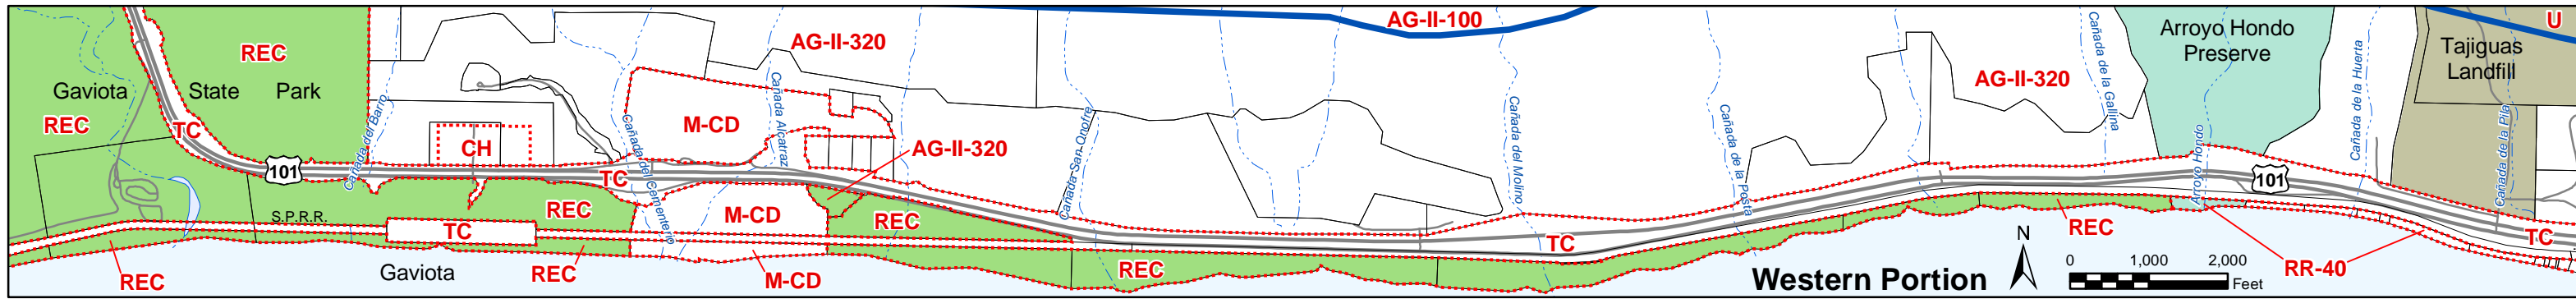 AG-II-100
U
REC
AG-II-320
Arroyo Hondo
Preserve
Tajiguas
Landfill
Gaviota State Park
REC
TC
M-CD
AG-II-320
CH
AG-II-320
101
TC
101
Cañada del Barro
Cañada del Cementerio
Cañada Alcatraz
Cañada San Onofre
Cañada del Molino
Cañada de la Posta
Cañada de la Gallina
Arroyo Hondo
Cañada de la Huerta
Cañada de la Pila
S.P.R.R.
REC
M-CD
REC
TC
TC
REC
TC
REC
REC
M-CD
REC
RR-40
Gaviota
Western Portion
N
0 1,000 2,000
Feet